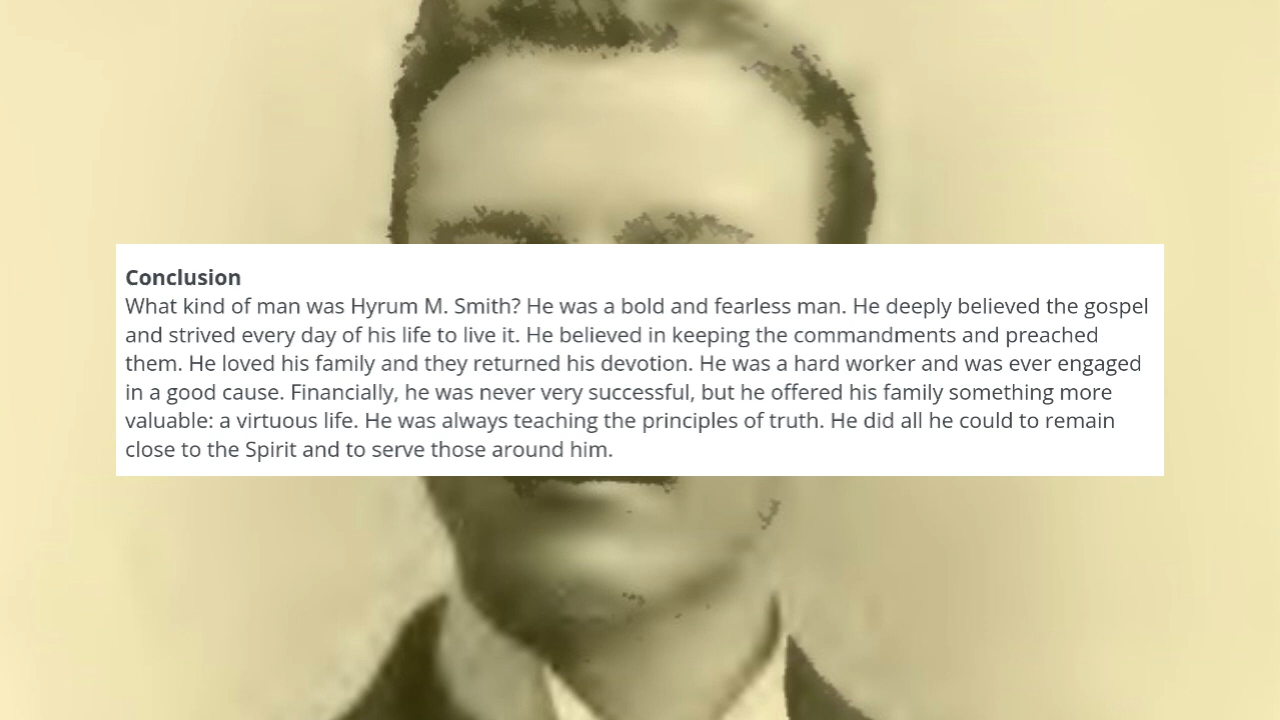 Conclusion
What kind of man was Hyrum M. Smith? He was a bold and fearless man. He deeply believed the gospel
and strived every day of his life to live it. He believed in keeping the commandments and preached
them. He loved his family and they returned his devotion. He was a hard worker and was ever engaged
in a good cause. Financially, he was never very successful, but he offered his family something more
valuable: a virtuous life. He was always teaching the principles of truth. He did all he could to remain
close to the Spirit and to serve those around him.